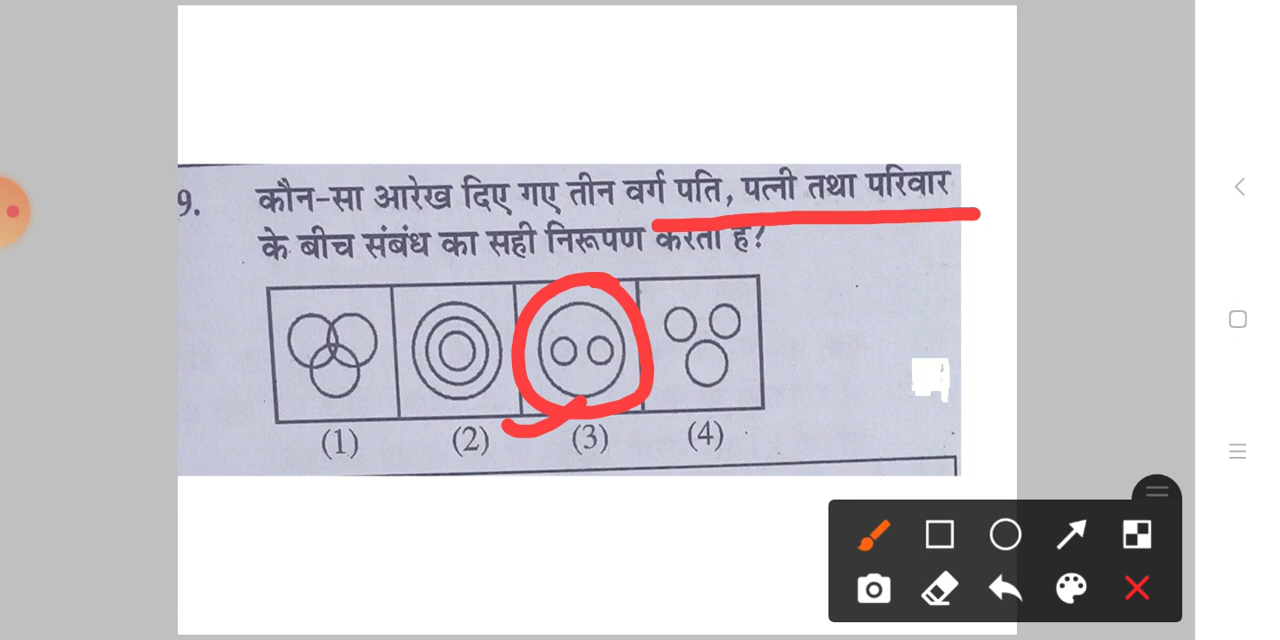 9. कौन-सा आरेख दिए गए तीन वर्ग पति, पत्नी तथा परिवार
के बीच संबंध का सही निरूपण करता है?
(1) (2) (3) (4)